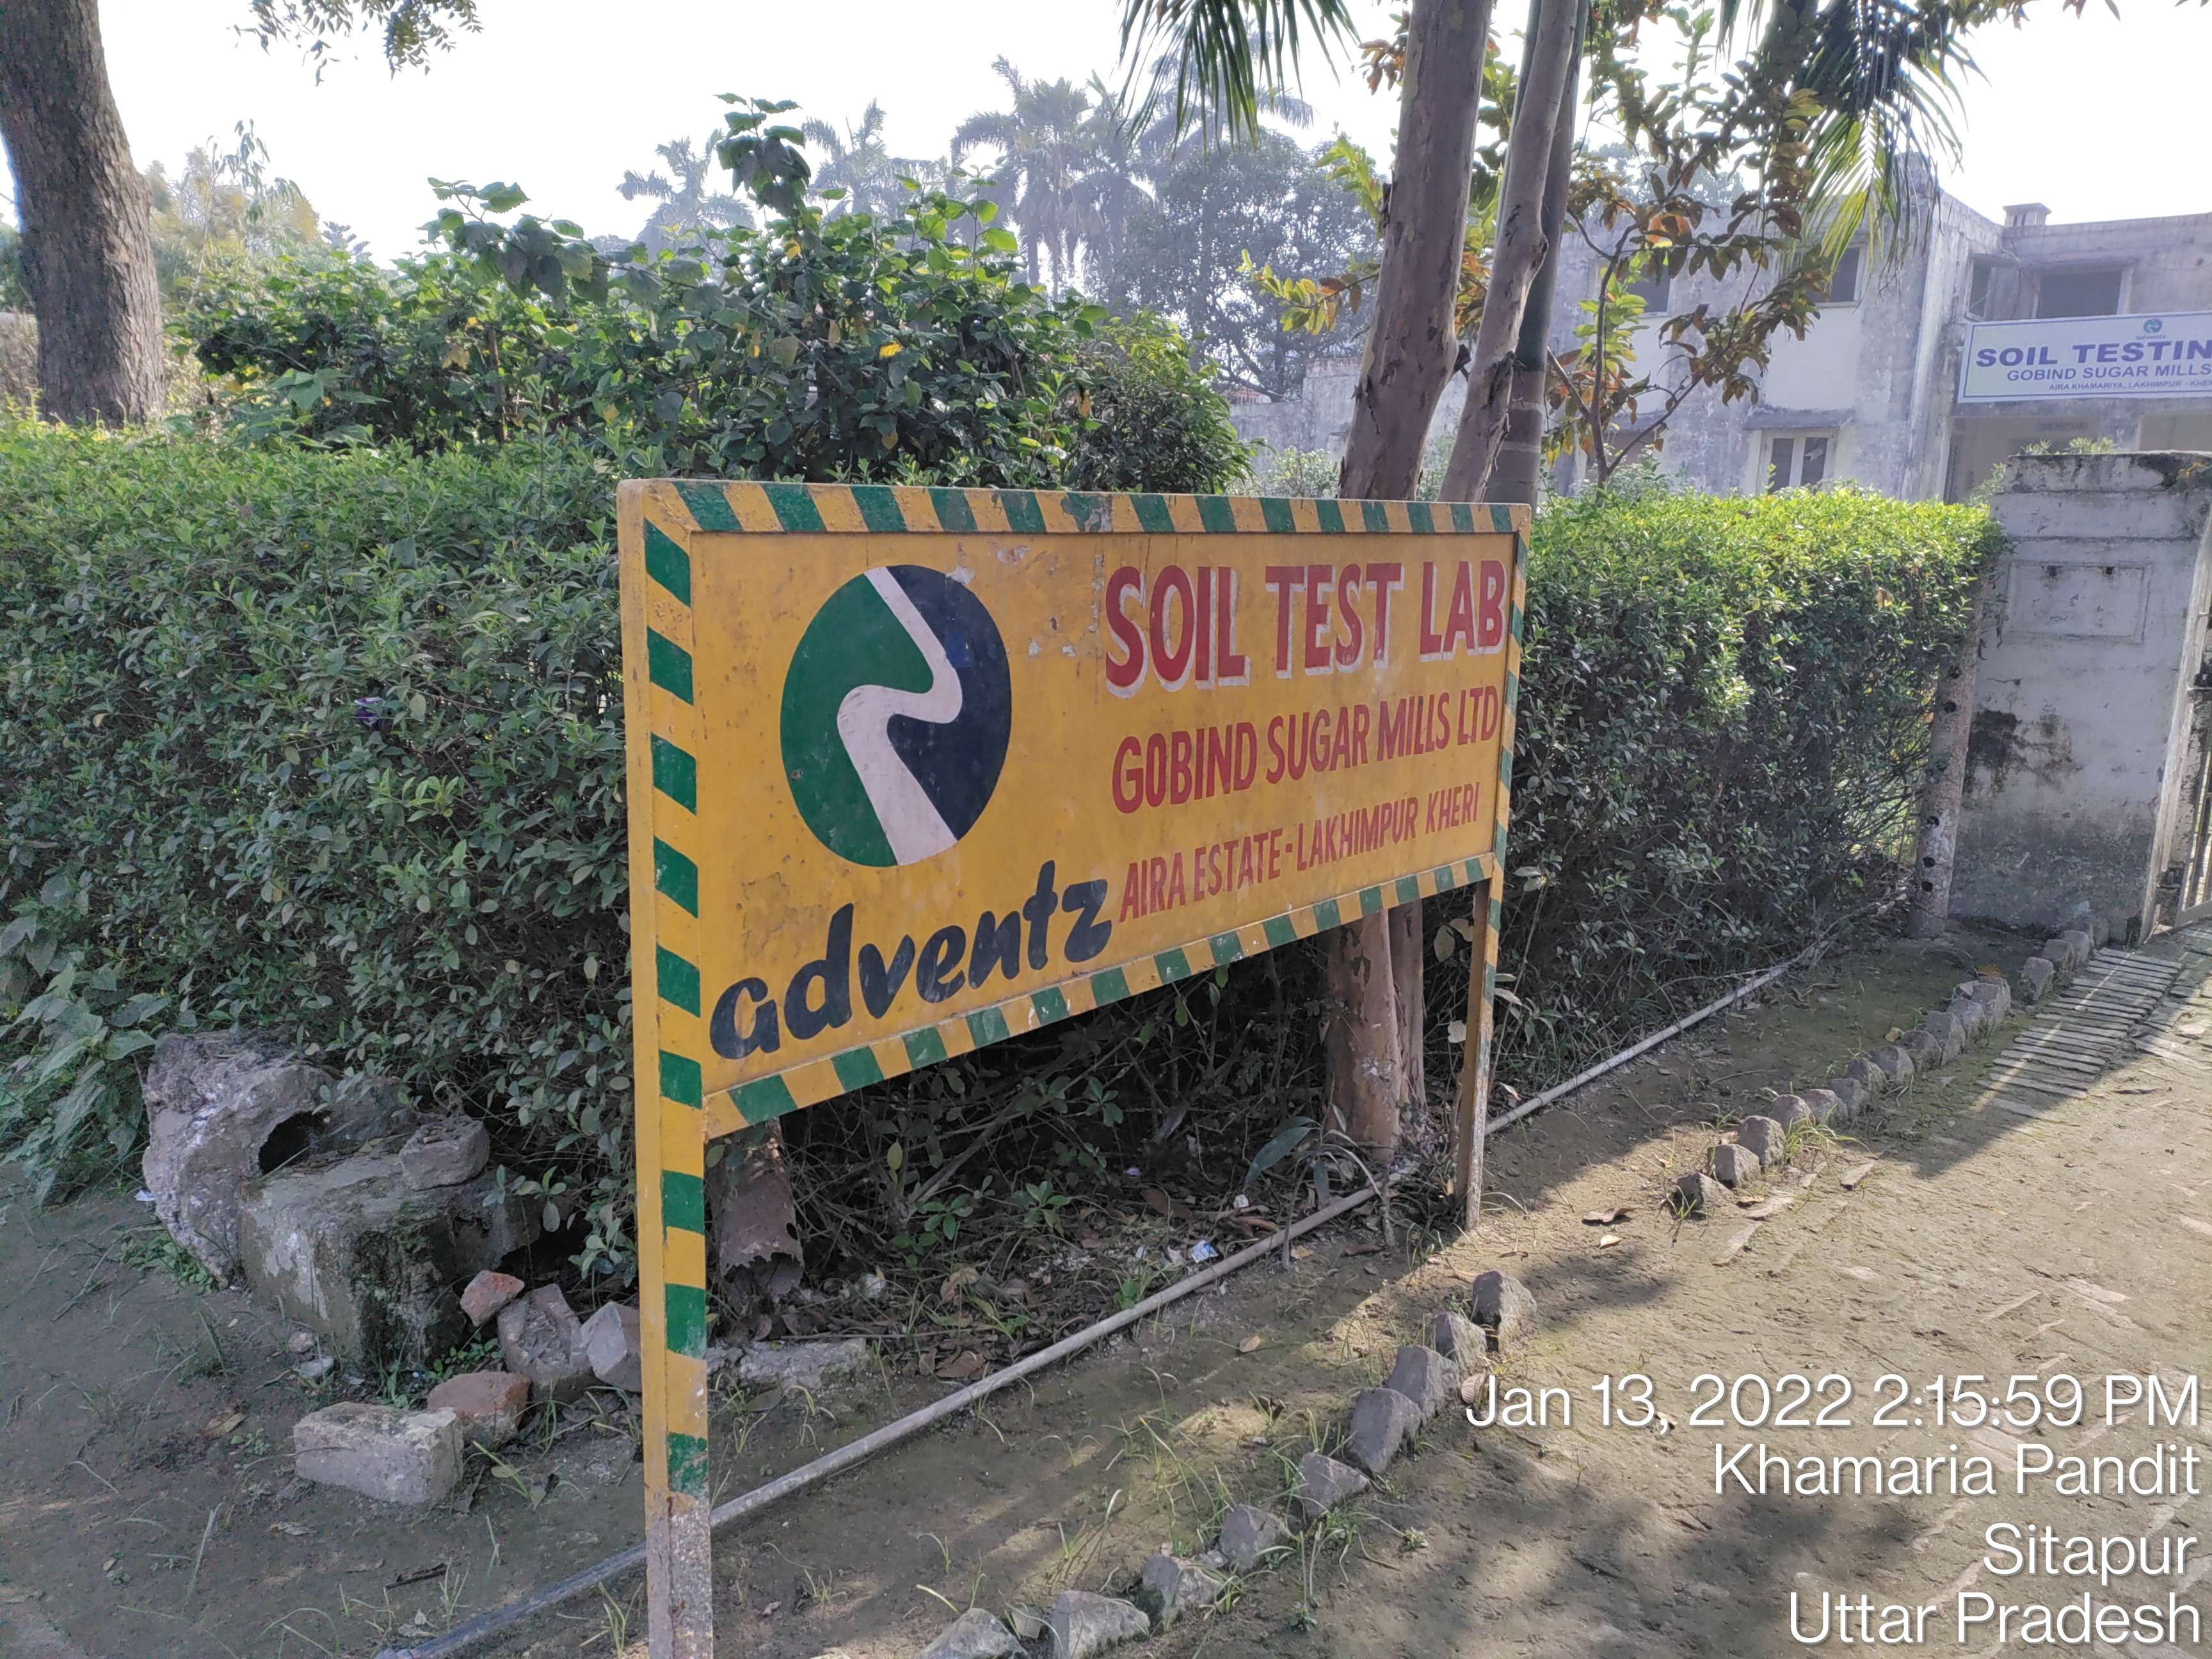 SOIL TEST LAB
GOBIND SUGAR MILLS LTD
AIRA ESTATE-LAKHIMPUR KHERI
adventz
SOIL TESTIN
GOBIND SUGAR MILLS
AIRA KHAMARIYA, LAKHIMPUR - KHE
Jan 13, 2022 2:15:59 PM
Khamaria Pandit
Sitapur
Uttar Pradesh